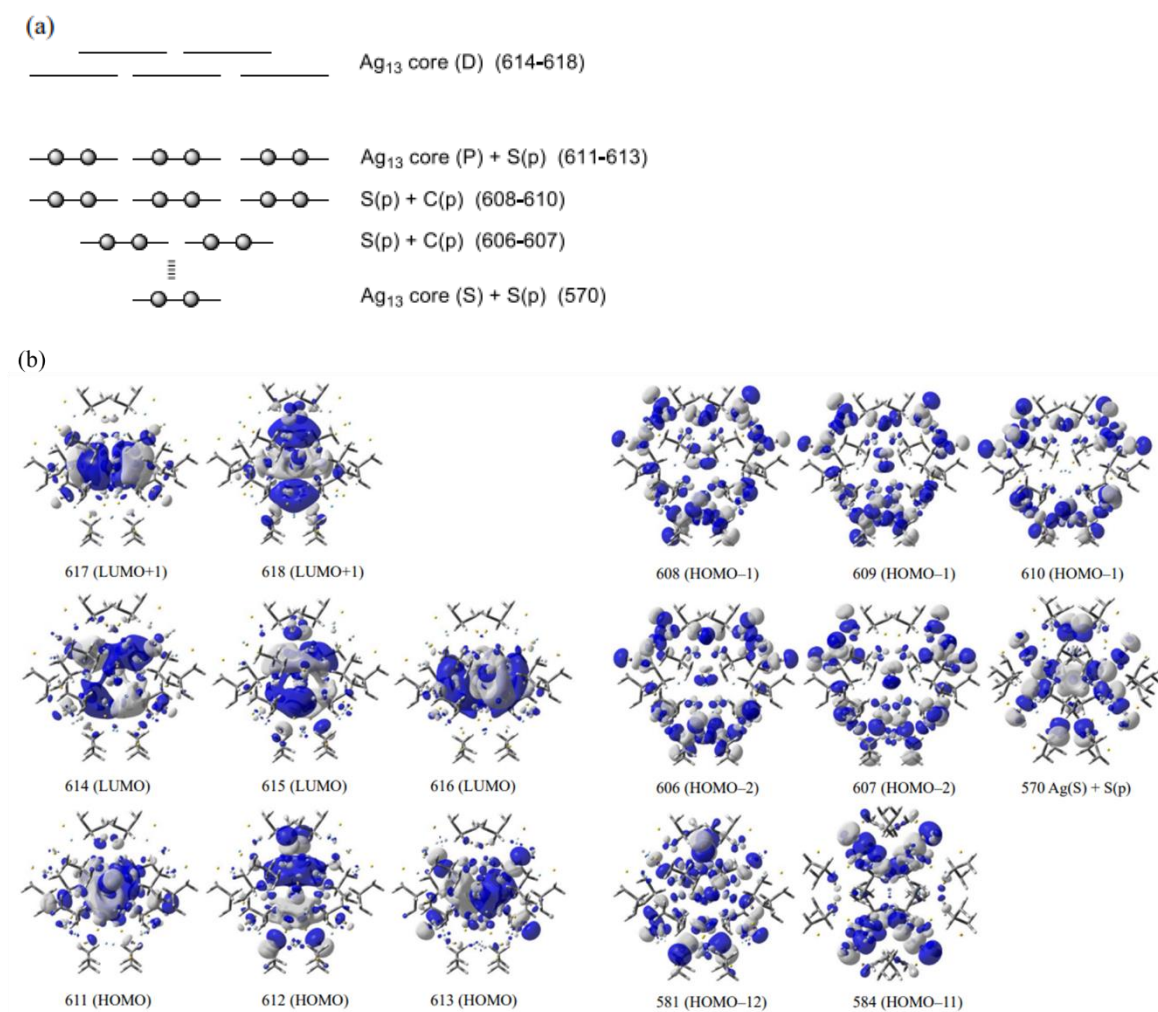 (a)
Ag₁₃ core (D) (614-618)
Ag₁₃ core (P) + S(p) (611-613)
S(p) + C(p) (608-610)
S(p) + C(p) (606-607)
Ag₁₃ core (S) + S(p) (570)
(b)
617 (LUMO+1) 618 (LUMO+1) 608 (HOMO–1) 609 (HOMO–1) 610 (HOMO–1)
614 (LUMO) 615 (LUMO) 616 (LUMO) 606 (HOMO–2) 607 (HOMO–2) 570 Ag(S) + S(p)
611 (HOMO) 612 (HOMO) 613 (HOMO) 581 (HOMO–12) 584 (HOMO–11)